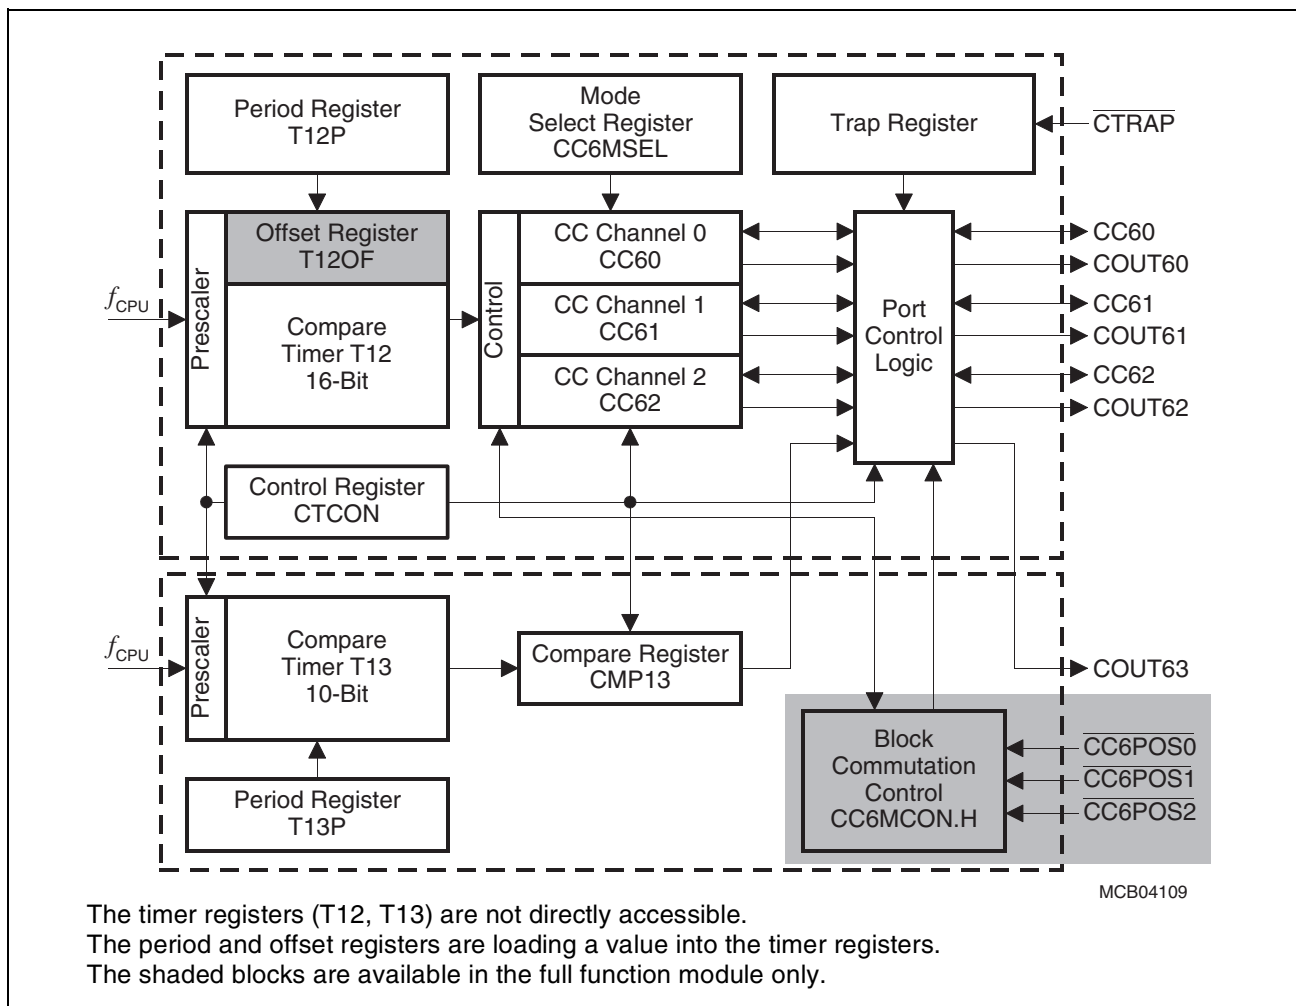 Period Register
T12P
Mode
Select Register
CC6MSEL
Trap Register
CTRAP
Prescaler
Offset Register
T12OF
Compare
Timer T12
16-Bit
fCPU
Control
CC Channel 0
CC60
CC Channel 1
CC61
CC Channel 2
CC62
Port
Control
Logic
CC60
COUT60
CC61
COUT61
CC62
COUT62
Control Register
CTCON
fCPU
Prescaler
Compare
Timer T13
10-Bit
Compare Register
CMP13
COUT63
Period Register
T13P
Block
Commutation
Control
CC6MCON.H
CC6POS0
CC6POS1
CC6POS2
MCB04109
The timer registers (T12, T13) are not directly accessible.
The period and offset registers are loading a value into the timer registers.
The shaded blocks are available in the full function module only.